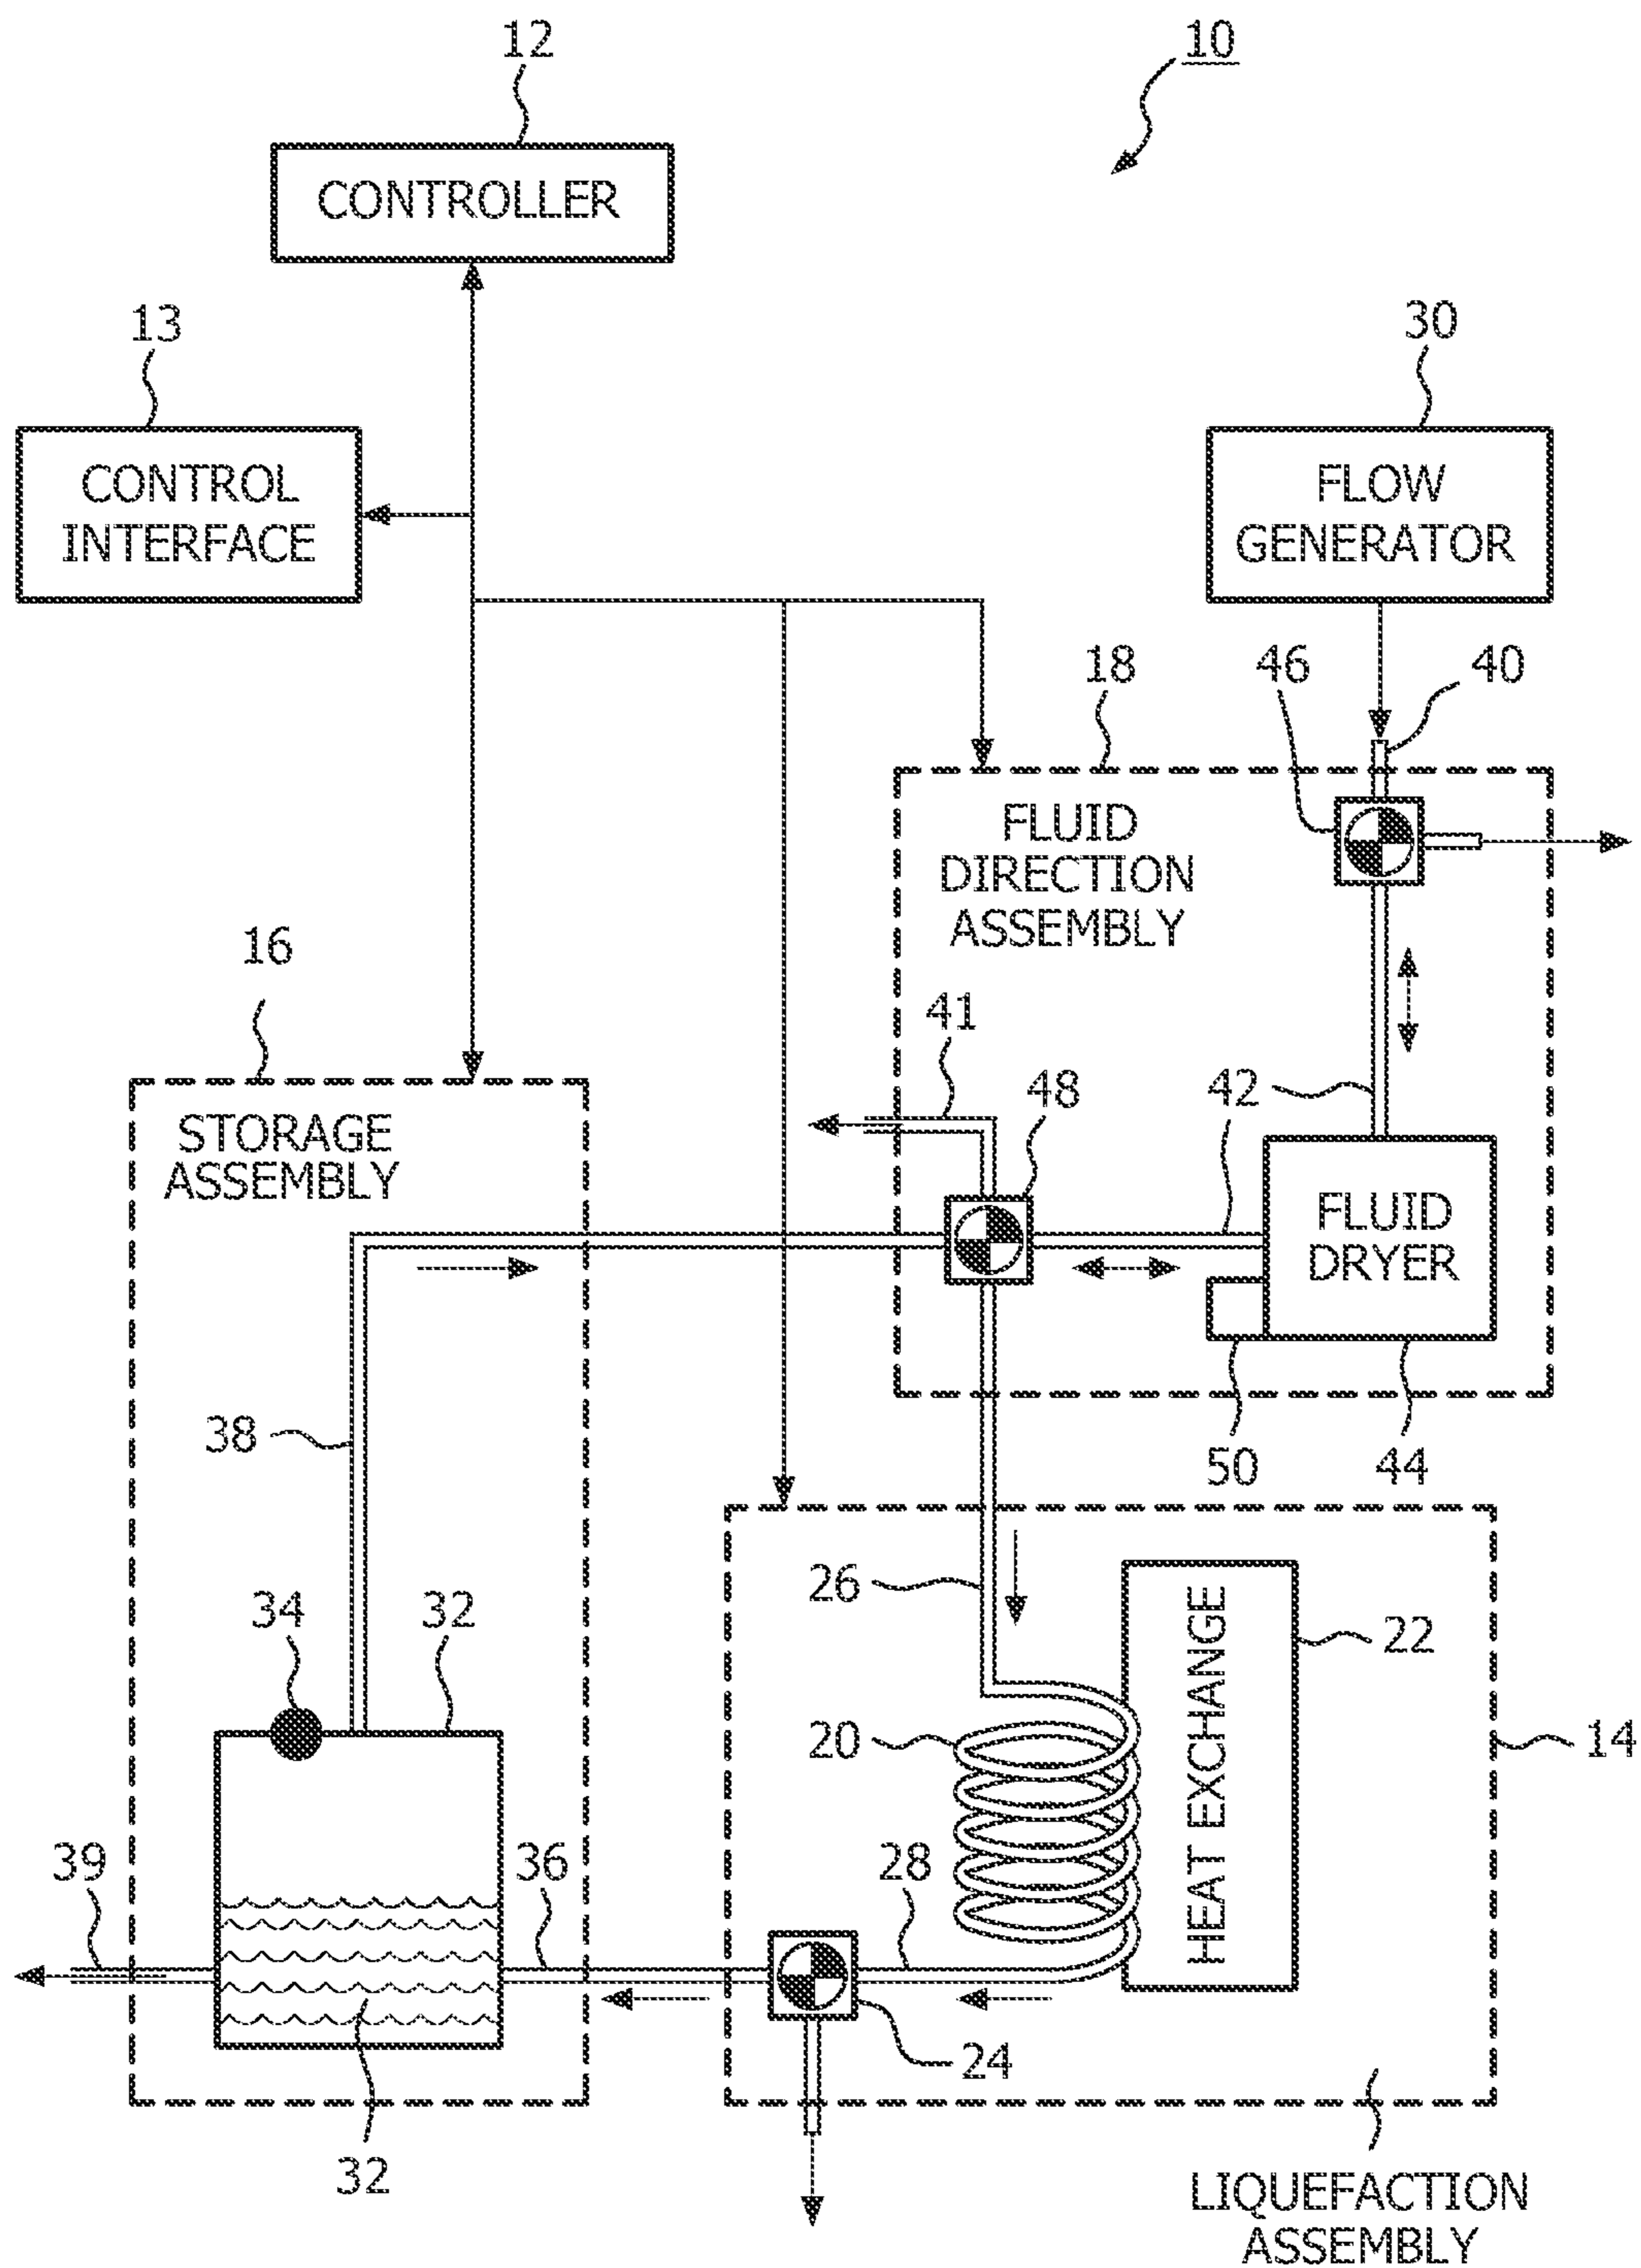 12
10
CONTROLLER
13
30
CONTROL
INTERFACE
FLOW
GENERATOR
18
46
40
FLUID
DIRECTION
ASSEMBLY
16
41
48
42
STORAGE
ASSEMBLY
FLUID
DRYER
38
50
44
26
34
32
22
HEAT EXCHANGE
20
14
39
36
28
24
32
LIQUEFACTION
ASSEMBLY